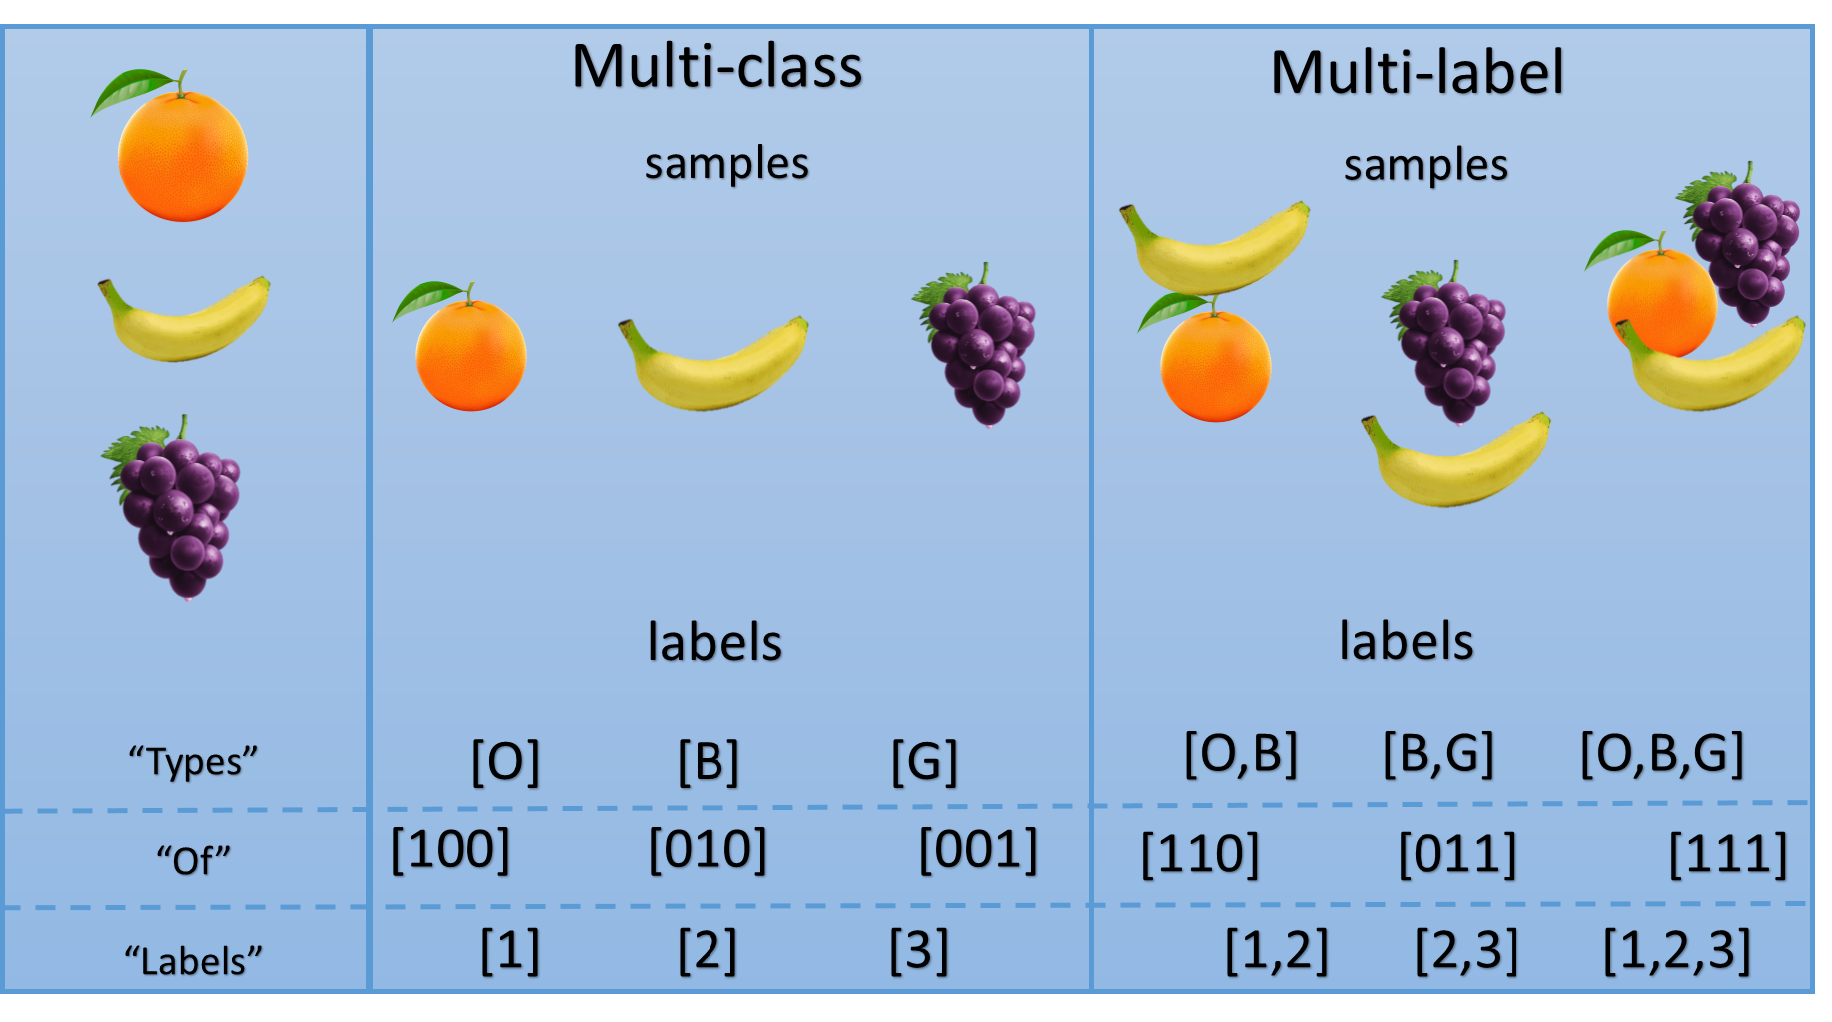 Multi-class
Multi-label
samples
samples
labels
labels
“Types” [O] [B] [G] [O,B] [B,G] [O,B,G]
“Of” [100] [010] [001] [110] [011] [111]
“Labels” [1] [2] [3] [1,2] [2,3] [1,2,3]